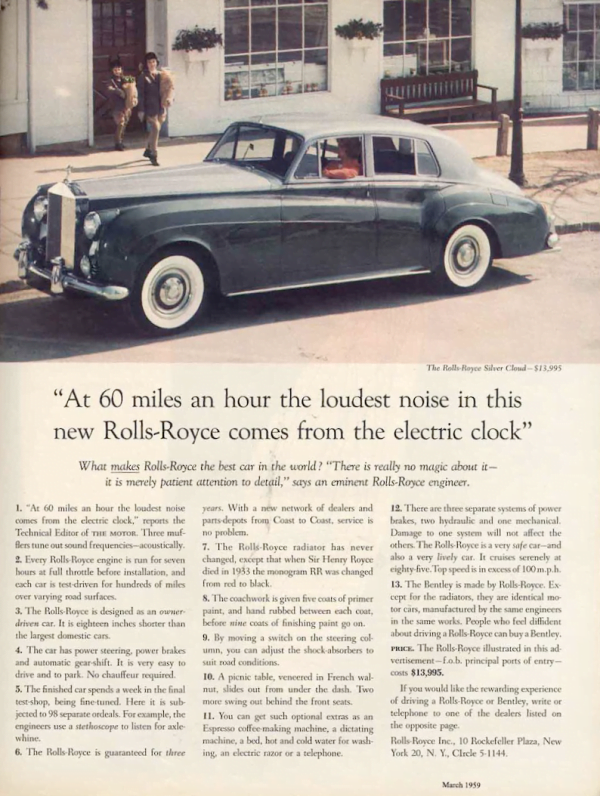 The Rolls-Royce Silver Cloud—$13,995
“At 60 miles an hour the loudest noise in this
new Rolls-Royce comes from the electric clock”
What makes Rolls-Royce the best car in the world? “There is really no magic about it—
it is merely patient attention to detail,” says an eminent Rolls-Royce engineer.
1. “At 60 miles an hour the loudest noise
comes from the electric clock,” reports the
Technical Editor of THE MOTOR. Three muf-
flers tune out sound frequencies—acoustically.
2. Every Rolls-Royce engine is run for seven
hours at full throttle before installation, and
each car is test-driven for hundreds of miles
over varying road surfaces.
3. The Rolls-Royce is designed as an owner-
driven car. It is eighteen inches shorter than
the largest domestic cars.
4. The car has power steering, power brakes
and automatic gear-shift. It is very easy to
drive and to park. No chauffeur required.
5. The finished car spends a week in the final
test-shop, being fine-tuned. Here it is sub-
jected to 98 separate ordeals. For example, the
engineers use a stethoscope to listen for axle-
whine.
6. The Rolls-Royce is guaranteed for three
years. With a new network of dealers and
parts-depots from Coast to Coast, service is
no problem.
7. The Rolls-Royce radiator has never
changed, except that when Sir Henry Royce
died in 1933 the monogram RR was changed
from red to black.
8. The coachwork is given five coats of primer
paint, and hand rubbed between each coat,
before nine coats of finishing paint go on.
9. By moving a switch on the steering col-
umn, you can adjust the shock-absorbers to
suit road conditions.
10. A picnic table, veneered in French wal-
nut, slides out from under the dash. Two
more swing out behind the front seats.
11. You can get such optional extras as an
Espresso coffee-making machine, a dictating
machine, a bed, hot and cold water for wash-
ing, an electric razor or a telephone.
12. There are three separate systems of power
brakes, two hydraulic and one mechanical.
Damage to one system will not affect the
others. The Rolls-Royce is a very safe car—and
also a very lively car. It cruises serenely at
eighty-five. Top speed is in excess of 100 m.p.h.
13. The Bentley is made by Rolls-Royce. Ex-
cept for the radiators, they are identical mo-
tor cars, manufactured by the same engineers
in the same works. People who feel diffident
about driving a Rolls-Royce can buy a Bentley.
PRICE. The Rolls-Royce illustrated in this ad-
vertisement—f.o.b. principal ports of entry—
costs $13,995.
If you would like the rewarding experience
of driving a Rolls-Royce or Bentley, write or
telephone to one of the dealers listed on
the opposite page.
Rolls-Royce Inc., 10 Rockefeller Plaza, New
York 20, N. Y., CIrcle 5-1144.
March 1959